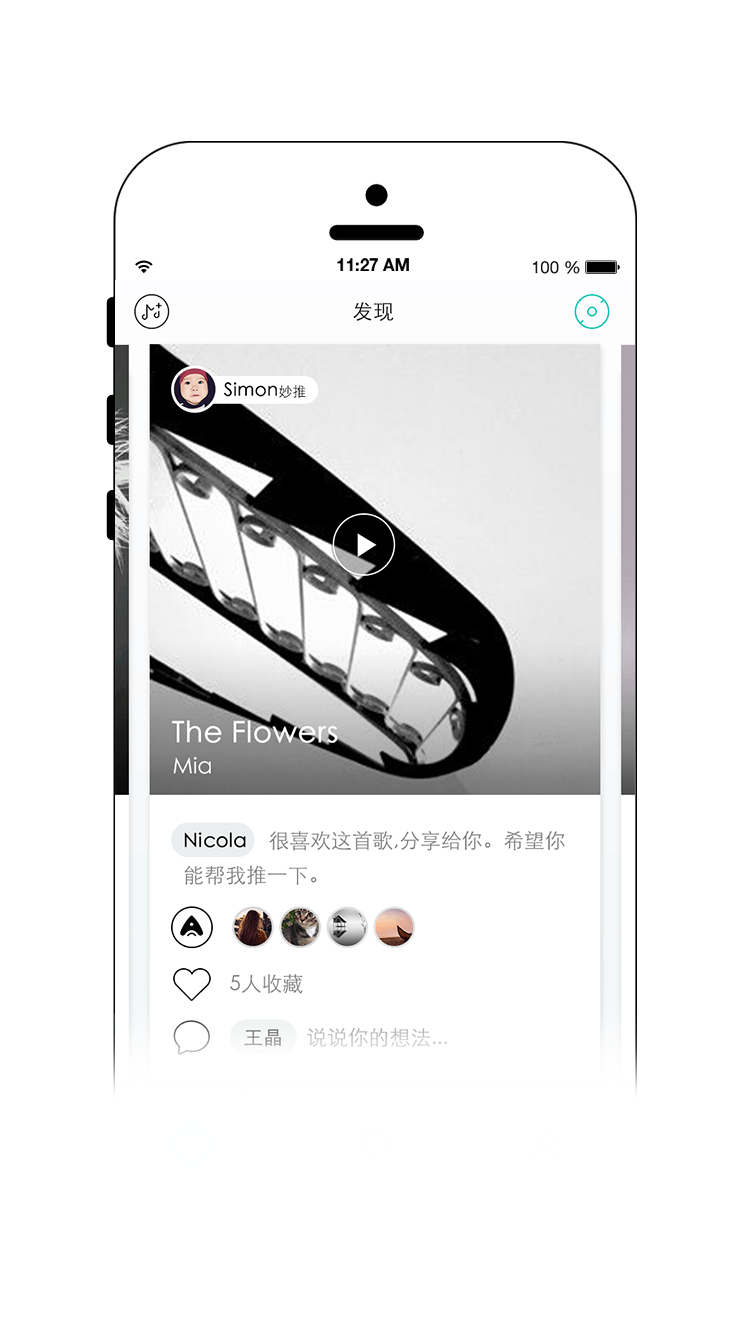 11:27 AM
100 %
发现
Simon妙推
The Flowers
Mia
Nicola 很喜欢这首歌,分享给你。希望你
能帮我推一下。
5人收藏
王晶 说说你的想法...